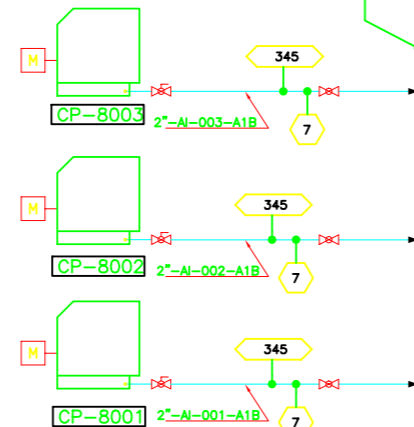 345
M
CP-8003
2"-AI-003-A1B
7
345
M
CP-8002
2"-AI-002-A1B
7
345
M
CP-8001
2"-AI-001-A1B
7